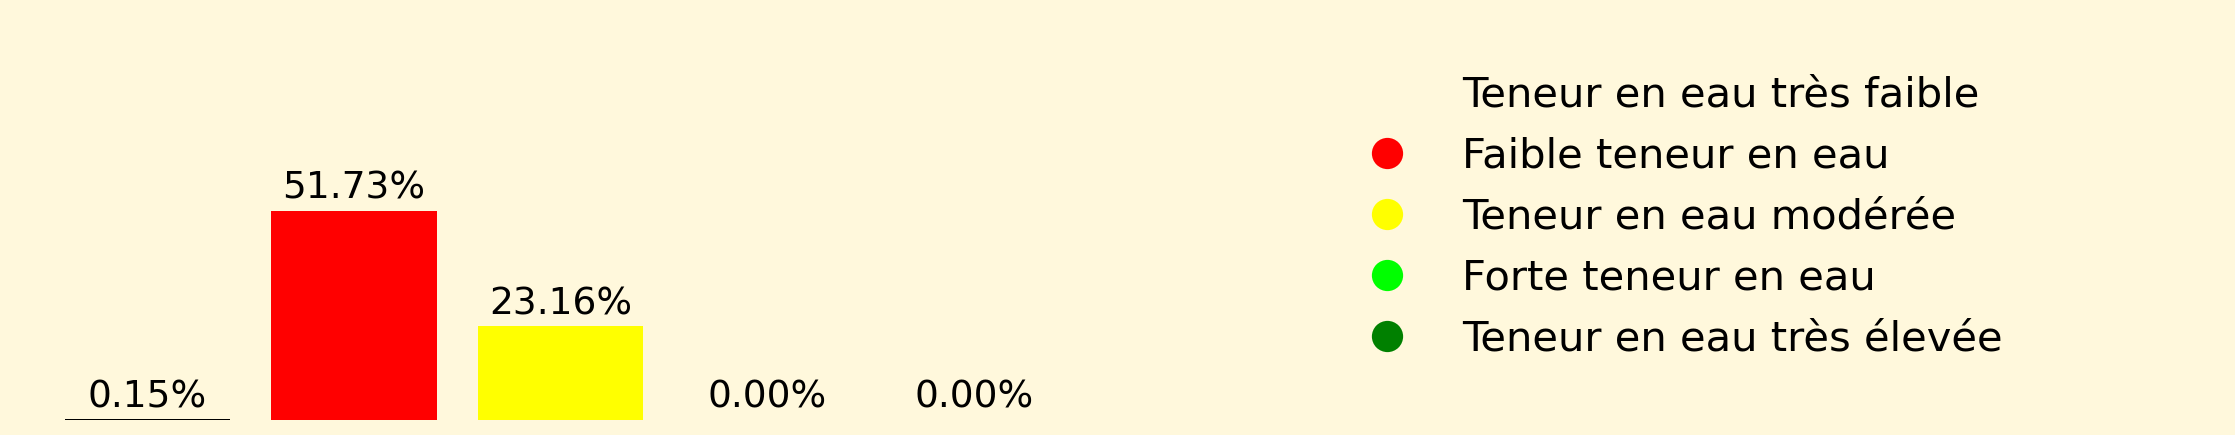 0.15%
51.73%
23.16%
0.00%
0.00%
Teneur en eau très faible
Faible teneur en eau
Teneur en eau modérée
Forte teneur en eau
Teneur en eau très élevée